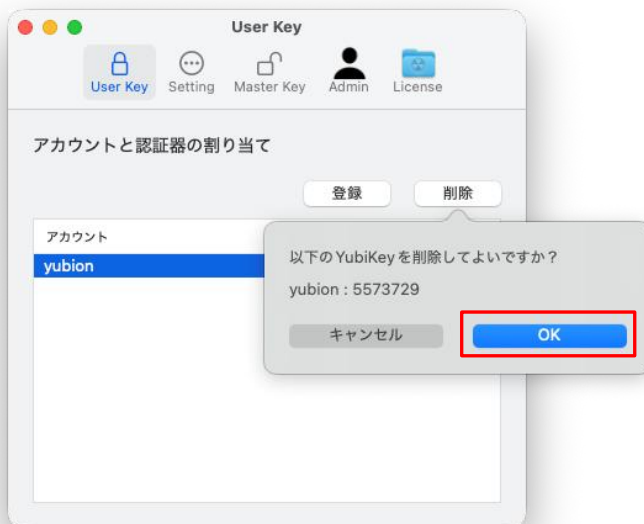 User Key
User Key
Setting
Master Key
Admin
License
アカウントと認証器の割り当て
登録
削除
アカウント
yubion
以下のYubiKeyを削除してよいですか？
yubion : 5573729
キャンセル
OK